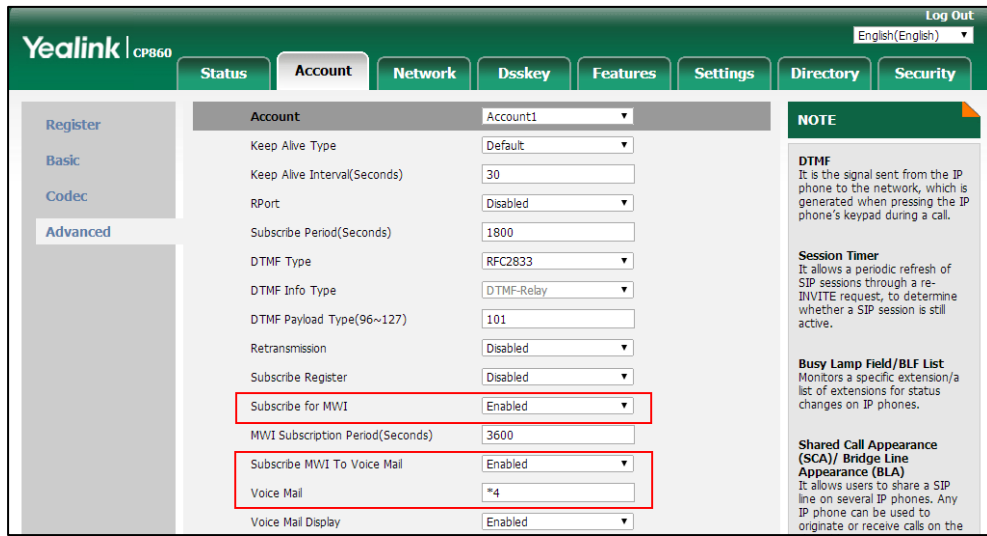 Log Out
Yealink | CP860
English(English)
Status Account Network Dsskey Features Settings Directory Security
Register
Basic
Codec
Advanced
Account Account1
Keep Alive Type Default
Keep Alive Interval(Seconds) 30
RPort Disabled
Subscribe Period(Seconds) 1800
DTMF Type RFC2833
DTMF Info Type DTMF-Relay
DTMF Payload Type(96~127) 101
Retransmission Disabled
Subscribe Register Disabled
Subscribe for MWI Enabled
MWI Subscription Period(Seconds) 3600
Subscribe MWI To Voice Mail Enabled
Voice Mail *4
Voice Mail Display Enabled
NOTE
DTMF
It is the signal sent from the IP
phone to the network, which is
generated when pressing the IP
phone's keypad during a call.
Session Timer
It allows a periodic refresh of
SIP sessions through a re-
INVITE request, to determine
whether a SIP session is still
active.
Busy Lamp Field/BLF List
Monitors a specific extension/a
list of extensions for status
changes on IP phones.
Shared Call Appearance
(SCA)/ Bridge Line
Appearance (BLA)
It allows users to share a SIP
line on several IP phones. Any
IP phone can be used to
originate or receive calls on the